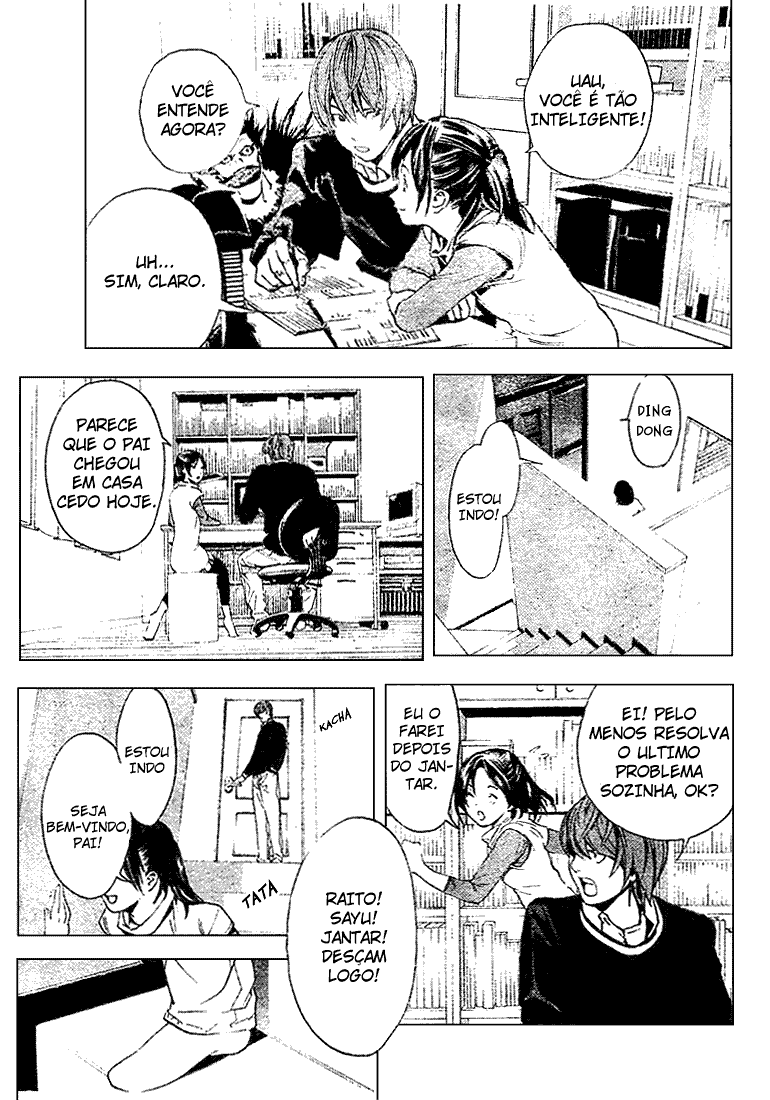 UAU,
VOCÊ É TÃO
INTELIGENTE!
VOCÊ
ENTENDE
AGORA?
UH...
SIM, CLARO.
DING
DONG
ESTOU
INDO!
PARECE
QUE O PAI
CHEGOU
EM CASA
CEDO HOJE.
EI! PELO
MENOS RESOLVA
O ULTIMO
PROBLEMA
SOZINHA, OK?
EU O
FAREI
DEPOIS
DO JAN-
TAR.
RAITO!
SAYU!
JANTAR!
DESÇAM
LOGO!
KACHA
ESTOU
INDO
SEJA
BEM-VINDO,
PAI!
TATA